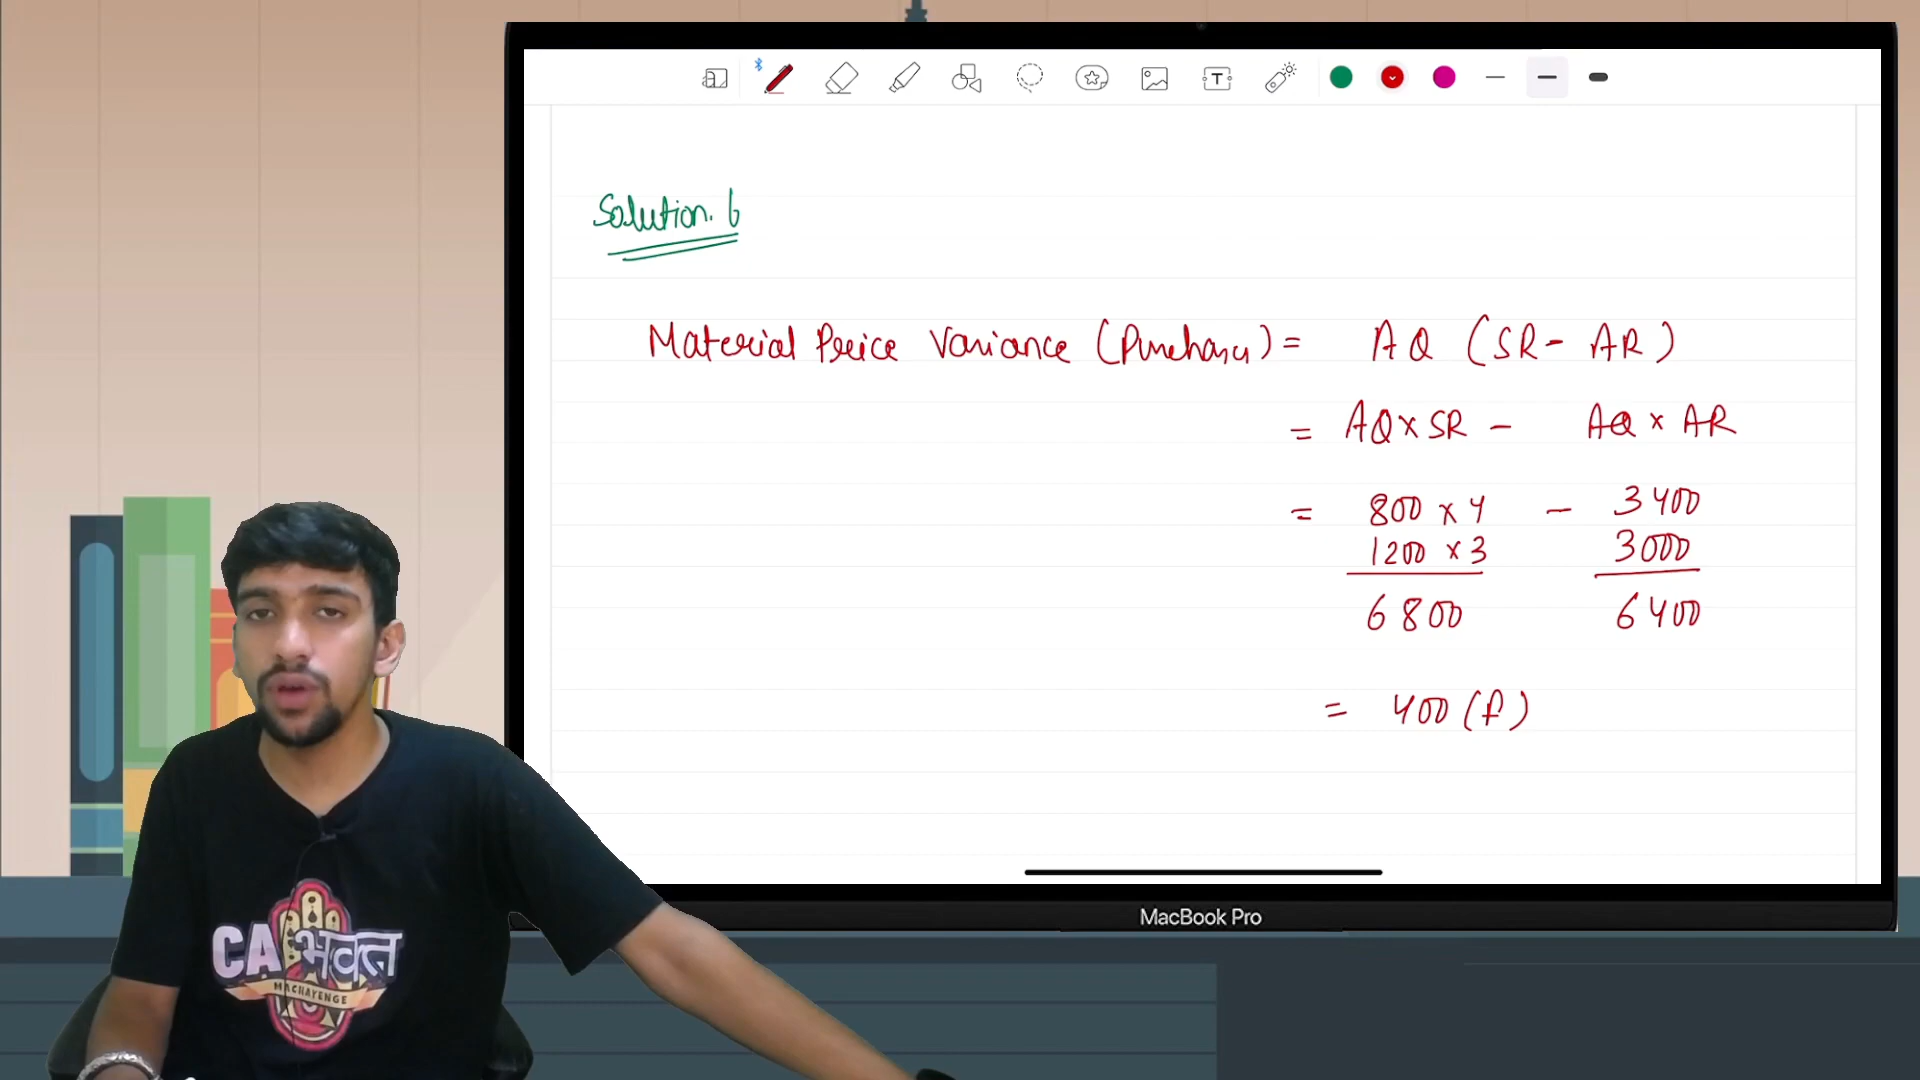 Solution. 6
Material Price Variance (Purchase) = AQ (SR - AR)
= AQ x SR - AQ x AR
= 800 x 4 - 3400
1200 x 3 3000
6800 6400
= 400 (f)
MacBook Pro
CA भक्त
MACHAYENGE